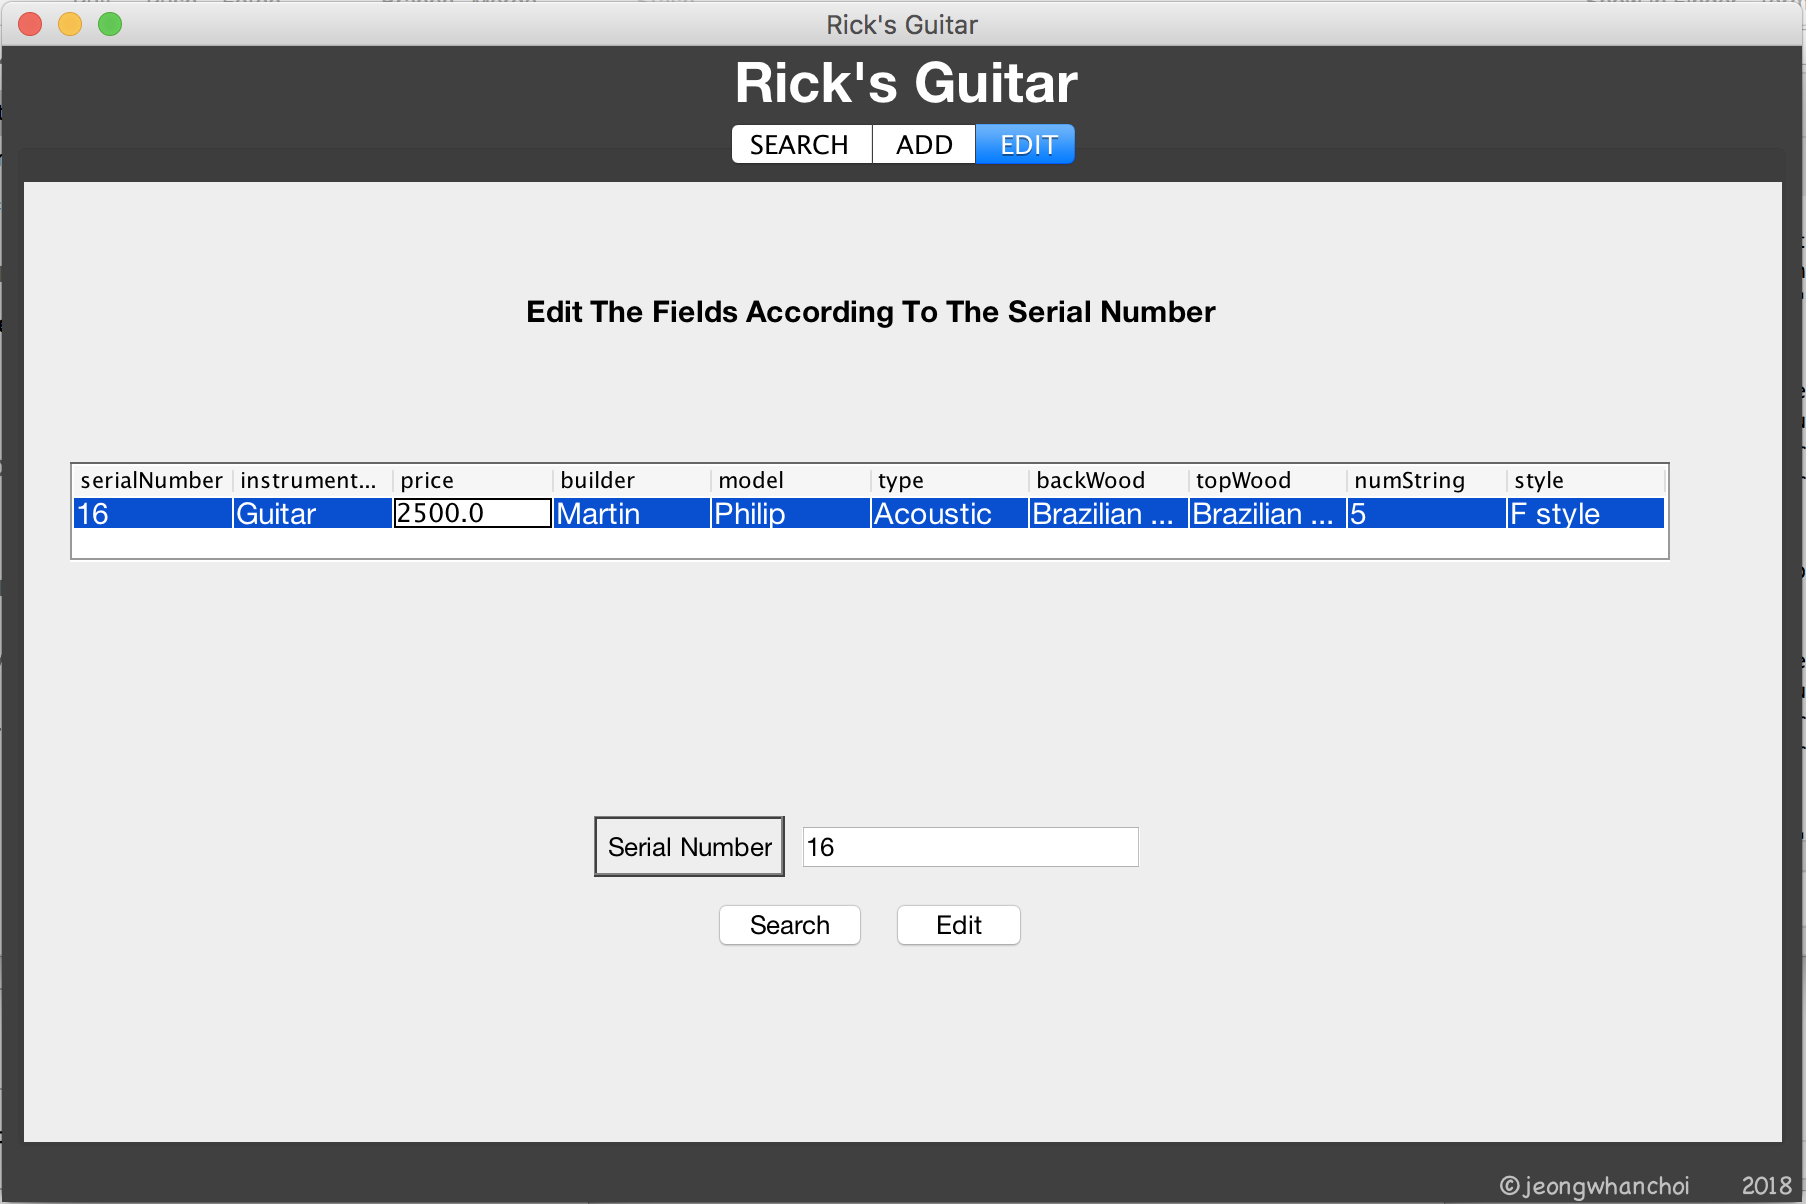 Rick's Guitar
Rick's Guitar
SEARCH ADD EDIT
Edit The Fields According To The Serial Number
serialNumber instrument... price builder model type backWood topWood numString style
16 Guitar 2500.0 Martin Philip Acoustic Brazilian ... Brazilian ... 5 F style
Serial Number 16
Search Edit
©jeongwhanchoi 2018